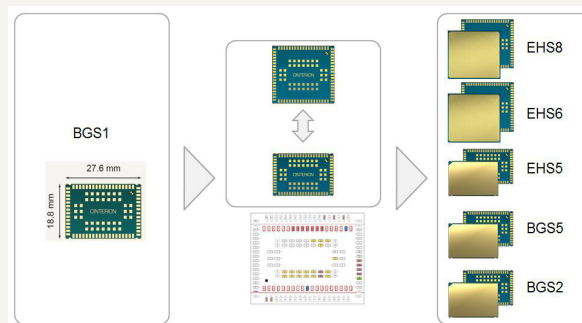 BGS1
27.6 mm
18.8 mm
CINTERION
CINTERION
CINTERION
EHS8
EHS6
EHS5
BGS5
BGS2